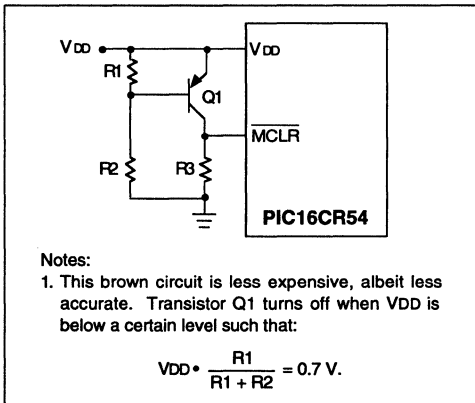 VDD
VDD
R1
Q1
MCLR
R2
R3
PIC16CR54
Notes:
1. This brown circuit is less expensive, albeit less
accurate. Transistor Q1 turns off when VDD is
below a certain level such that:
VDD • R1 / R1 + R2 = 0.7 V.